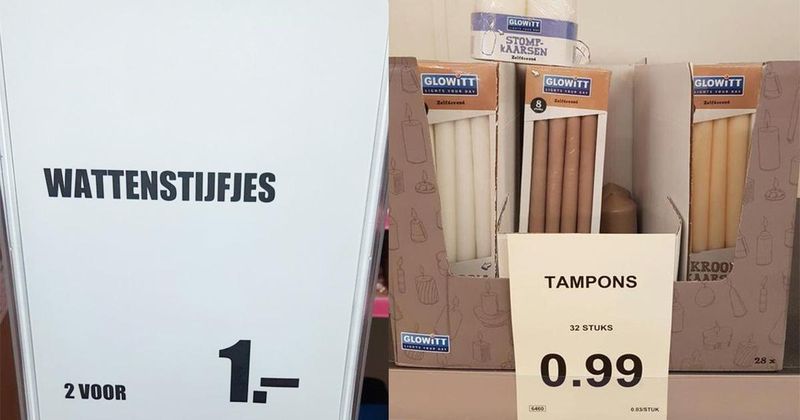 WATTENSTIJFJES
2 VOOR
1.–
GLOWiTT
STOMP-
KAARSEN
Zelfdovend
GLOWiTT
LIGHTS YOUR DAY
Zelfdovend
GLOWiTT
LIGHTS YOUR DAY
Zelfdovend
8
GLOWiTT
LIGHTS YOUR DAY
Zelfdovend
KROON
KAARSEN
TAMPONS
32 STUKS
0.99
6460
0.03/STUK
GLOWiTT
LIGHTS YOUR DAY
28 x